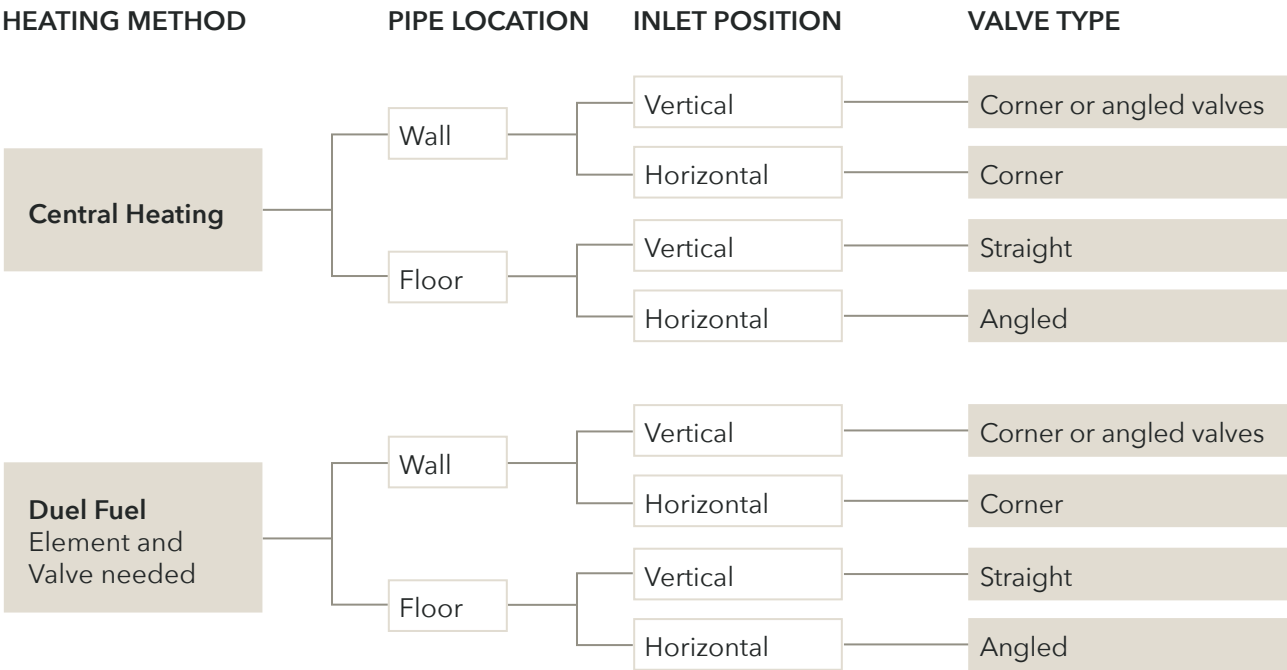 HEATING METHOD PIPE LOCATION INLET POSITION VALVE TYPE
Central Heating
Wall
Vertical
Corner or angled valves
Horizontal
Corner
Floor
Vertical
Straight
Horizontal
Angled
Duel Fuel
Element and
Valve needed
Wall
Vertical
Corner or angled valves
Horizontal
Corner
Floor
Vertical
Straight
Horizontal
Angled